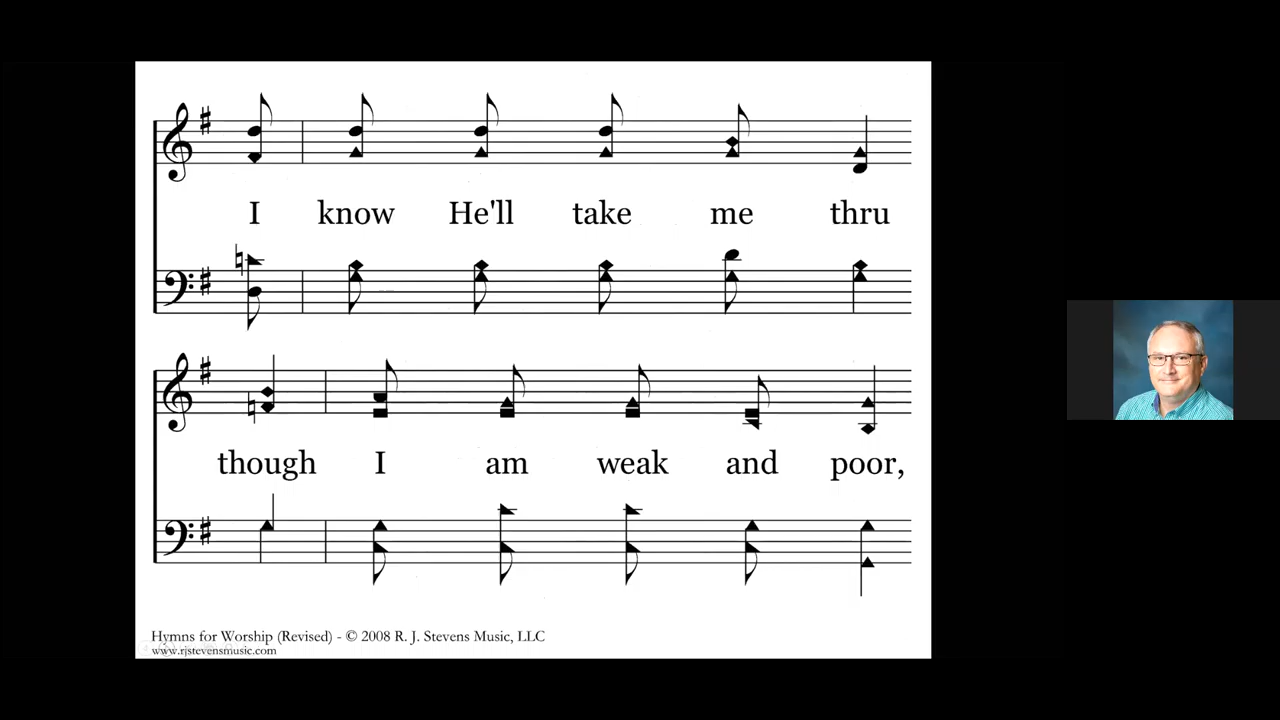 I know He'll take me thru
though I am weak and poor,
Hymns for Worship (Revised) - © 2008 R. J. Stevens Music, LLC
www.rjstevensmusic.com